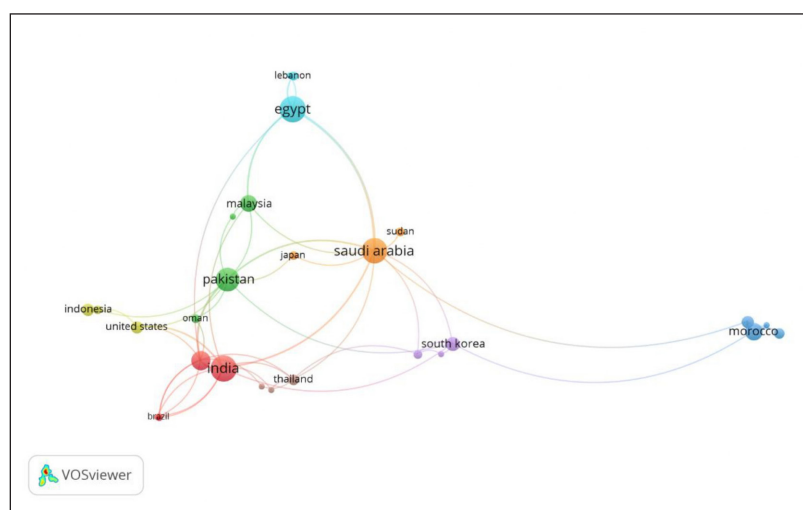 lebanon
egypt
malaysia
sudan
saudi arabia
japan
pakistan
indonesia
oman
united states
morocco
south korea
india
thailand
brazil
VOSviewer